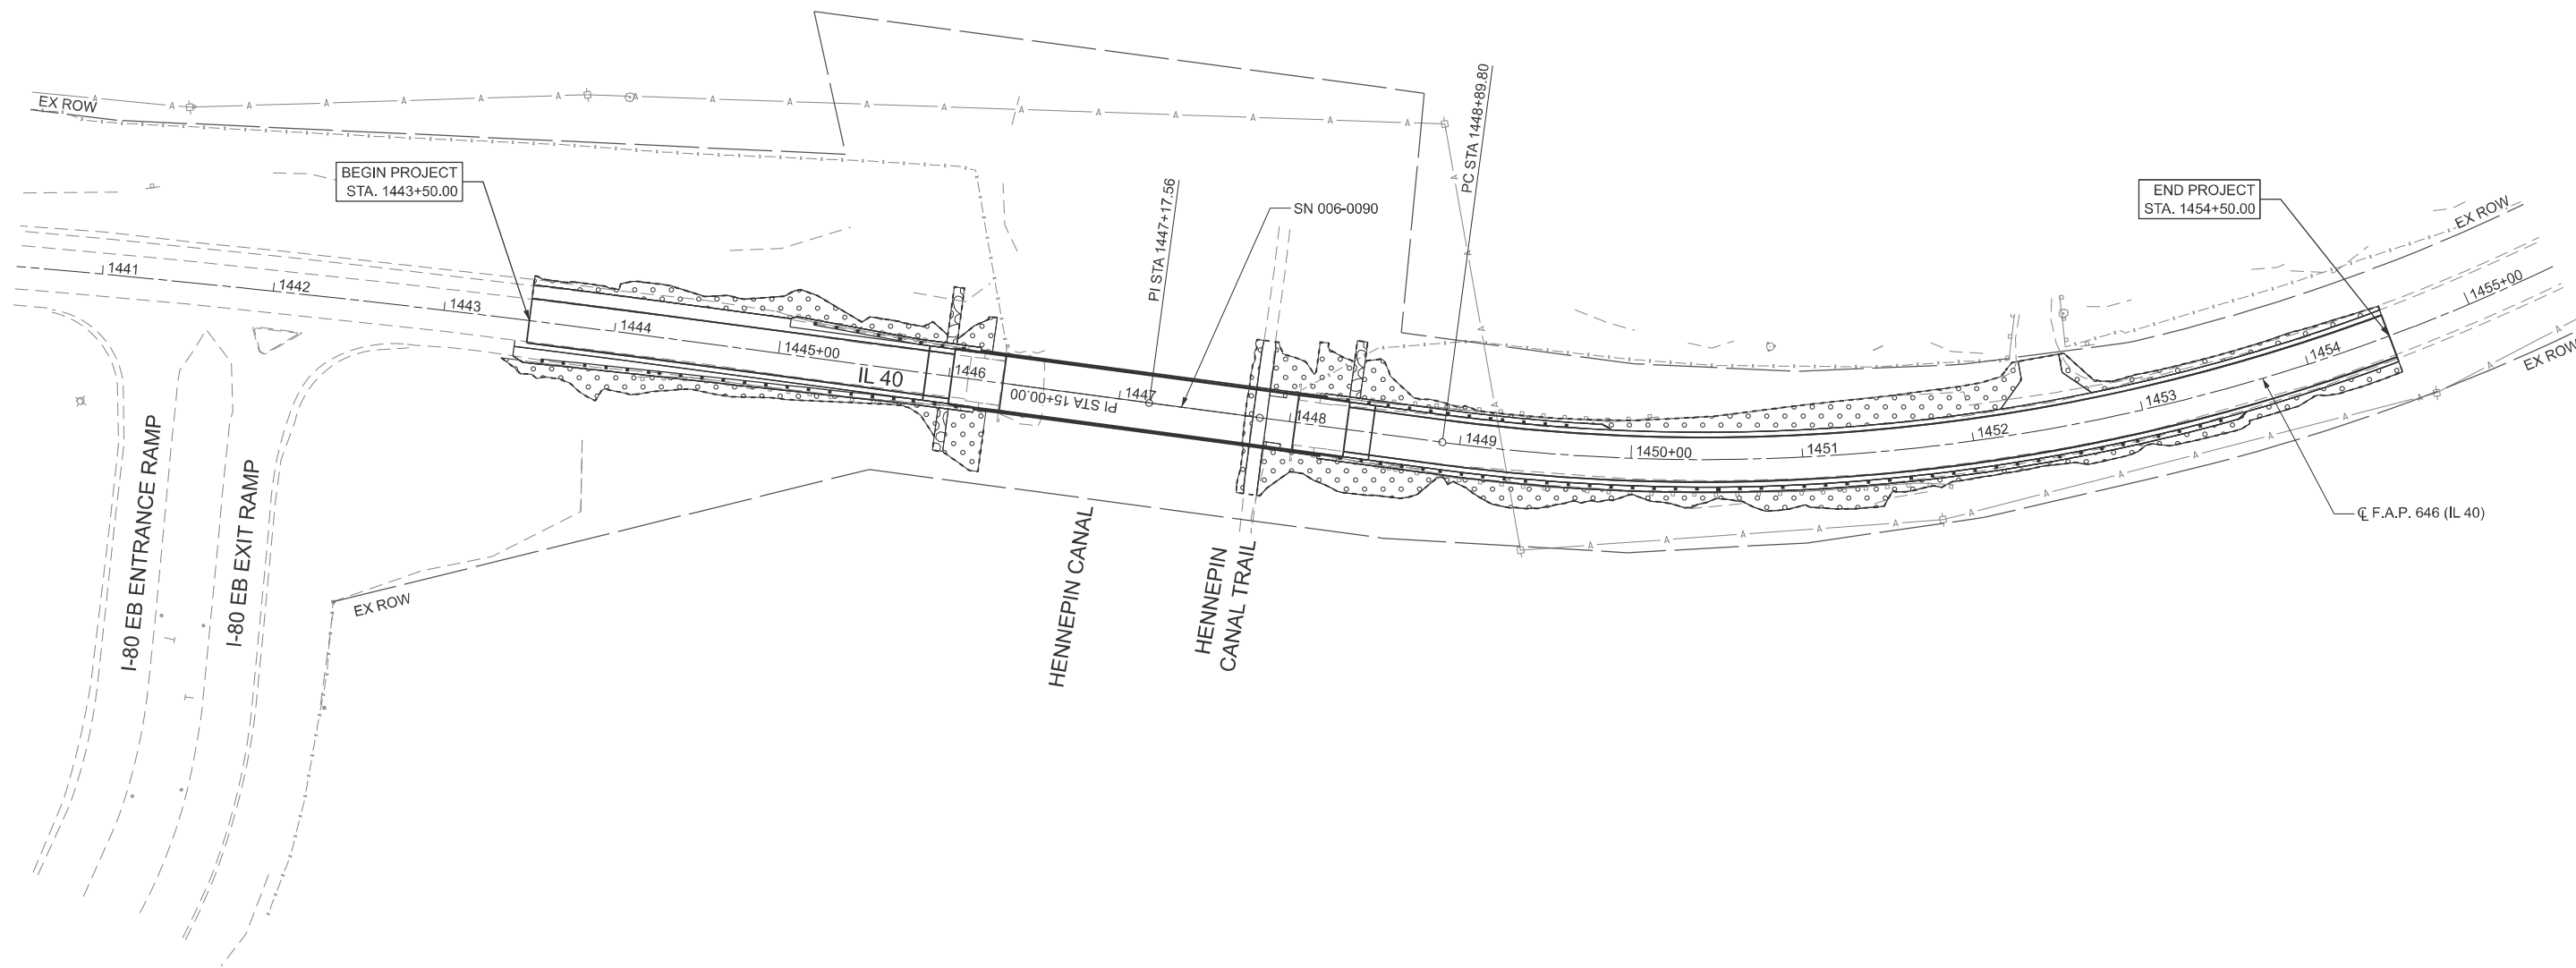 EX ROW
BEGIN PROJECT
STA. 1443+50.00
PI STA 1447+17.56
SN 006-0090
PC STA 1448+89.80
END PROJECT
STA. 1454+50.00
EX ROW
1441
1442
1443
1444
1445+00
IL 40
1446
PI STA 15+00.00
1447
1448
1449
1450+00
1451
1452
1453
1454
1455+00
EX ROW
℄ F.A.P. 646 (IL 40)
I-80 EB ENTRANCE RAMP
I-80 EB EXIT RAMP
EX ROW
HENNEPIN CANAL
HENNEPIN
CANAL TRAIL